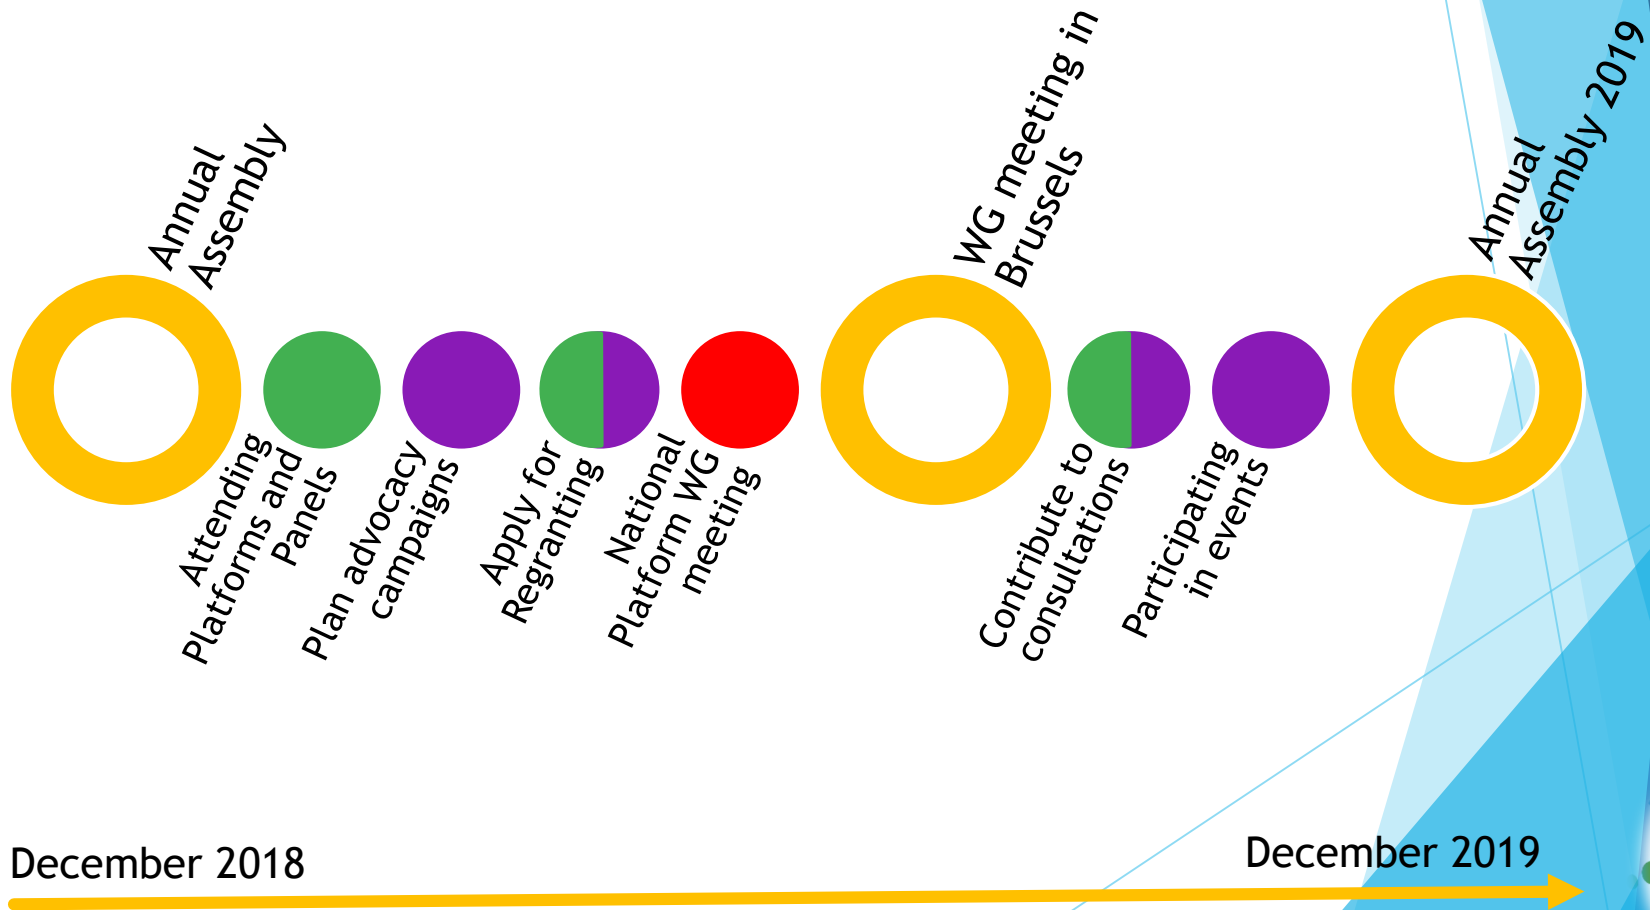 Annual
Assembly
Attending
Platforms and
Panels
Plan advocacy
campaigns
Apply for
Regranting
National
Platform WG
meeting
WG meeting in
Brussels
Contribute to
consultations
Participating
in events
Annual
Assembly 2019
December 2018
December 2019